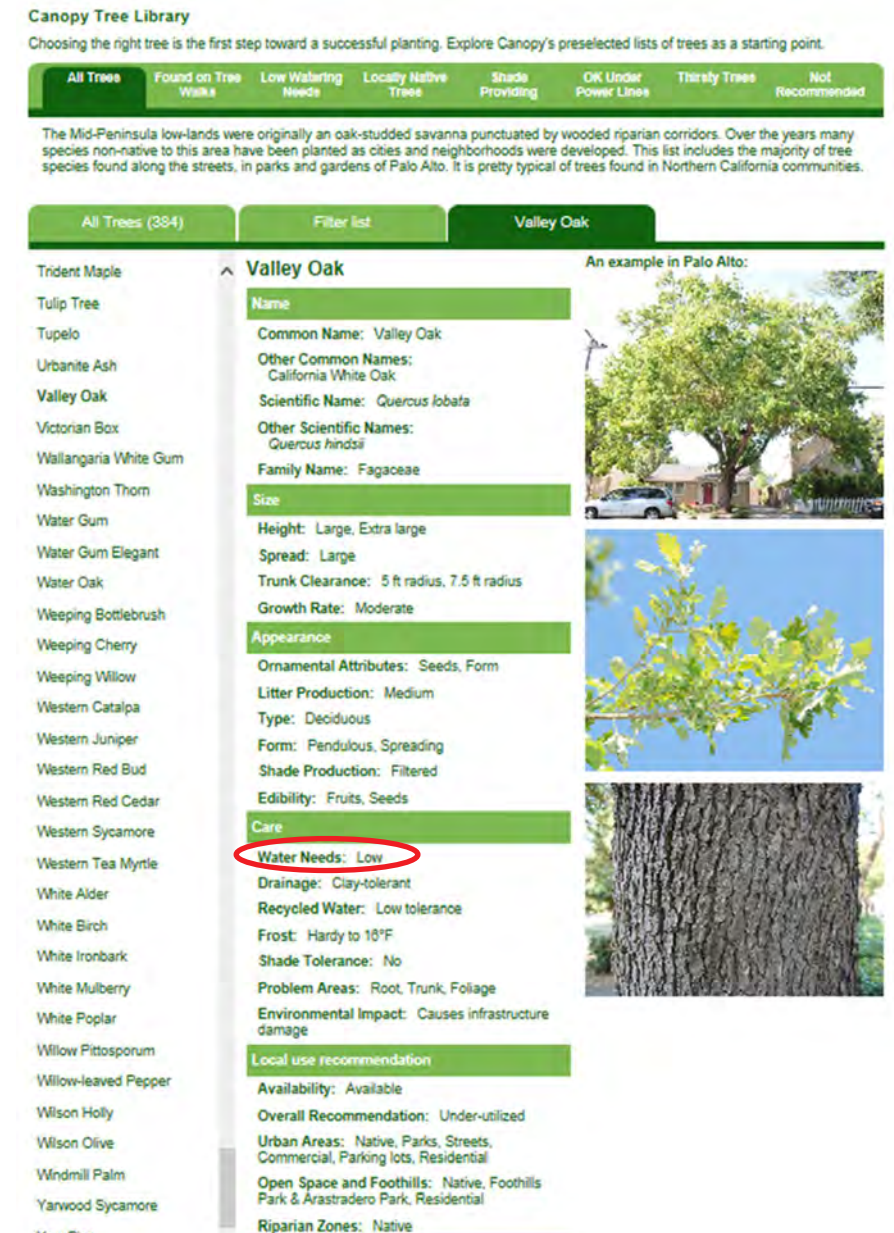 Canopy Tree Library
Choosing the right tree is the first step toward a successful planting. Explore Canopy's preselected lists of trees as a starting point.
All Trees
Found on Tree
Walks
Low Watering
Needs
Locally Native
Trees
Shade
Providing
OK Under
Power Lines
Thirsty Trees
Not
Recommended
The Mid-Peninsula low-lands were originally an oak-studded savanna punctuated by wooded riparian corridors. Over the years many
species non-native to this area have been planted as cities and neighborhoods were developed. This list includes the majority of tree
species found along the streets, in parks and gardens of Palo Alto. It is pretty typical of trees found in Northern California communities.
All Trees (384)
Filter list
Valley Oak
Trident Maple
Tulip Tree
Tupelo
Urbanite Ash
Valley Oak
Victorian Box
Wallangaria White Gum
Washington Thorn
Water Gum
Water Gum Elegant
Water Oak
Weeping Bottlebrush
Weeping Cherry
Weeping Willow
Western Catalpa
Western Juniper
Western Red Bud
Western Red Cedar
Western Sycamore
Western Tea Myrtle
White Alder
White Birch
White Ironbark
White Mulberry
White Poplar
Willow Pittosporum
Willow-leaved Pepper
Wilson Holly
Wilson Olive
Windmill Palm
Yarwood Sycamore
Valley Oak
Name
Common Name: Valley Oak
Other Common Names:
California White Oak
Scientific Name: Quercus lobata
Other Scientific Names:
Quercus hindsii
Family Name: Fagaceae
Size
Height: Large, Extra large
Spread: Large
Trunk Clearance: 5 ft radius, 7.5 ft radius
Growth Rate: Moderate
Appearance
Ornamental Attributes: Seeds, Form
Litter Production: Medium
Type: Deciduous
Form: Pendulous, Spreading
Shade Production: Filtered
Edibility: Fruits, Seeds
Care
Water Needs: Low
Drainage: Clay-tolerant
Recycled Water: Low tolerance
Frost: Hardy to 16°F
Shade Tolerance: No
Problem Areas: Root, Trunk, Foliage
Environmental Impact: Causes infrastructure
damage
Local use recommendation
Availability: Available
Overall Recommendation: Under-utilized
Urban Areas: Native, Parks, Streets,
Commercial, Parking lots, Residential
Open Space and Foothills: Native, Foothills
Park & Arastradero Park, Residential
Riparian Zones: Native
An example in Palo Alto: